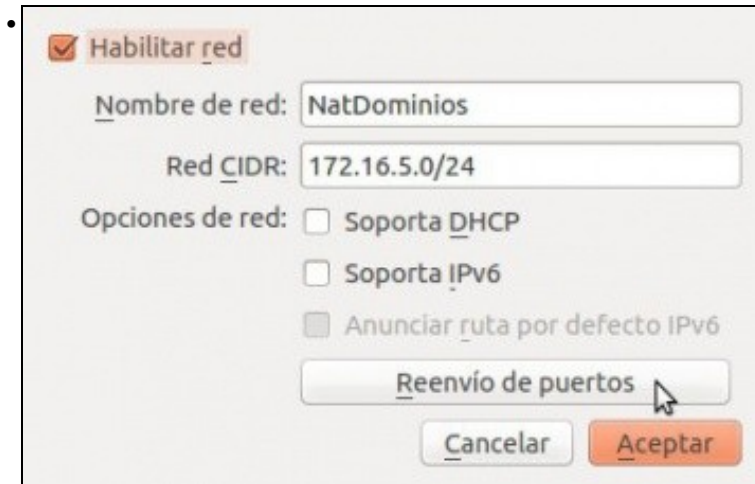 Habilitar red
Nombre de red: NatDominios
Red CIDR: 172.16.5.0/24
Opciones de red: Soporta DHCP
Soporta IPv6
Anunciar ruta por defecto IPv6
Reenvío de puertos
Cancelar Aceptar